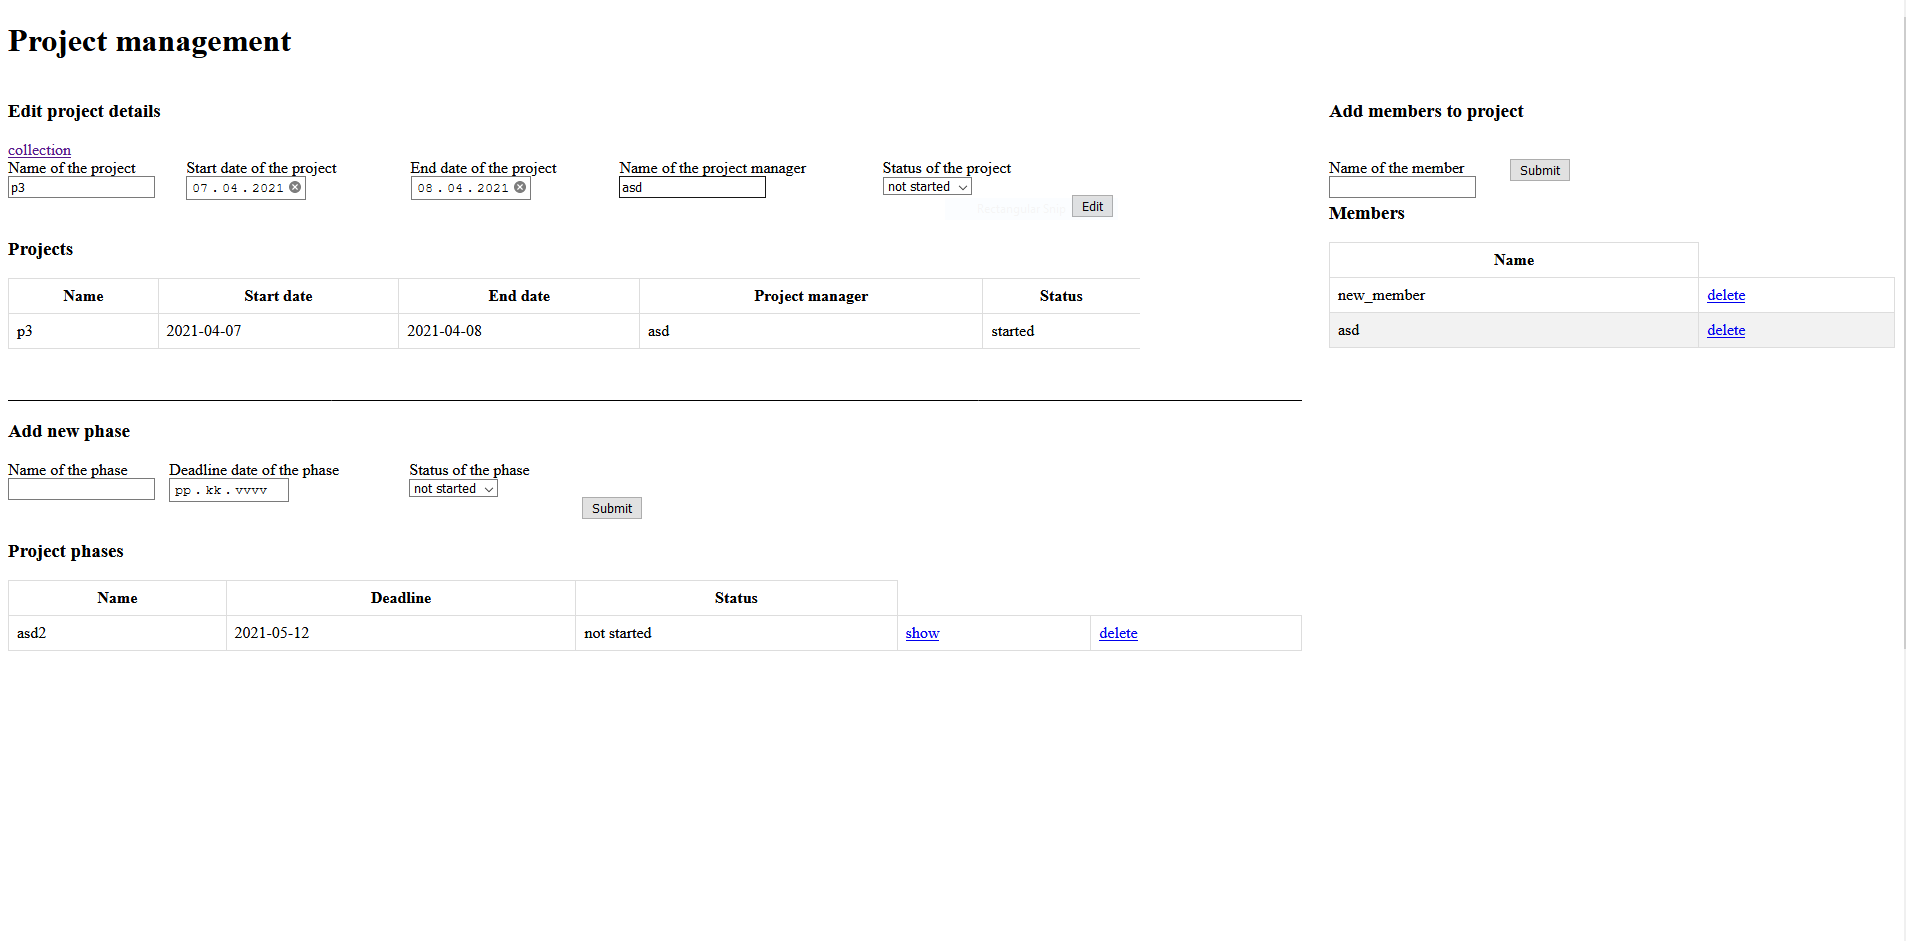 Project management
Edit project details
collection
Name of the project Start date of the project End date of the project Name of the project manager Status of the project
p3 07 . 04 . 2021 08 . 04 . 2021 asd not started
Rectangular Snip
Edit
Projects
Name Start date End date Project manager Status
p3 2021-04-07 2021-04-08 asd started
Add new phase
Name of the phase Deadline date of the phase Status of the phase
pp . kk . vvvv not started
Submit
Project phases
Name Deadline Status
asd2 2021-05-12 not started show delete
Add members to project
Name of the member Submit
Members
Name
new_member delete
asd delete